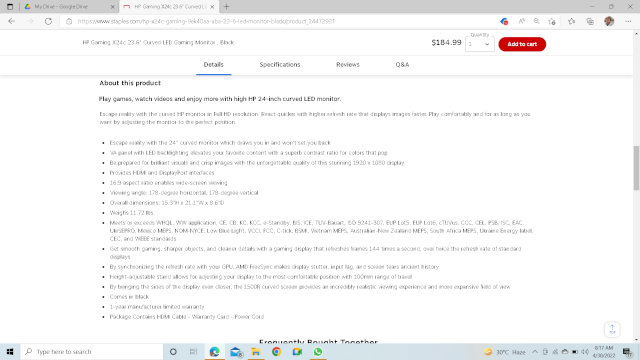 My Drive - Google Drive
HP X24c Gaming 23.6" Curved L
https://www.staples.com/hp-x24c-gaming-9ek40aa-aba-23-6-led-monitor-black/product_24472931
HP Gaming X24c 23.6" Curved LED Gaming Monitor , Black
$184.99
Quantity
1
Add to cart
Details
Specifications
Reviews
Q&A
About this product
Play games, watch videos and enjoy more with high HP 24-inch curved LED monitor.
Escape reality with the curved HP monitor in Full HD resolution. React quicker with higher refresh rate that displays images faster. Play comfortably and for as long as you
want by adjusting the monitor to the perfect position.
Escape reality with the 24" curved monitor which draws you in and won't set you back
VA panel with LED backlighting elevates your favorite content with a superb contrast ratio for colors that pop
Be prepared for brilliant visuals and crisp images with the unforgettable quality of this stunning 1920 x 1080 display
Provides HDMI and DisplayPort interfaces
16:9 aspect ratio enables wide-screen viewing
Viewing angle: 178-degree horizontal, 178-degree vertical
Overall dimensions: 15.3"H x 21.1"W x 8.6"D
Weighs 11.72 lbs.
Meets or exceeds WHQL, WW application, CE, CB, KC, KCC, e-Standby, BIS, ICE, TUV-Bauart, ISO 9241-307, EUP Lot5, EUP Lot6, cTUVus, CCC, CEL, PSB, ISC, EAC,
UkrSEPRO, Mexico MEPS, NOM-NYCE, Low Blue Light, VCCI, FCC, C-tick, BSMI, Vietnam MEPS, Australian-New Zealand MEPS, South Africa MEPS, Ukraine Energy label,
CEC, and WEEE standards
Get smooth gaming, sharper objects, and clearer details with a gaming display that refreshes frames 144 times a second, over twice the refresh rate of standard
displays
By synchronizing the refresh rate with your GPU, AMD FreeSync makes display stutter, input lag, and screen tears ancient history
Height-adjustable stand allows for adjusting your display to the most comfortable position with 100mm range of travel
By bringing the sides of the display even closer, the 1500R curved screen provides an incredibly realistic viewing experience and more expansive field of view
Comes in Black
1-year manufacturer limited warranty
Package Contains HDMI Cable - Warranty Card - Power Cord
Frequently Bought Together
Type here to search
30°C Haze
8:17 AM
4/30/2022